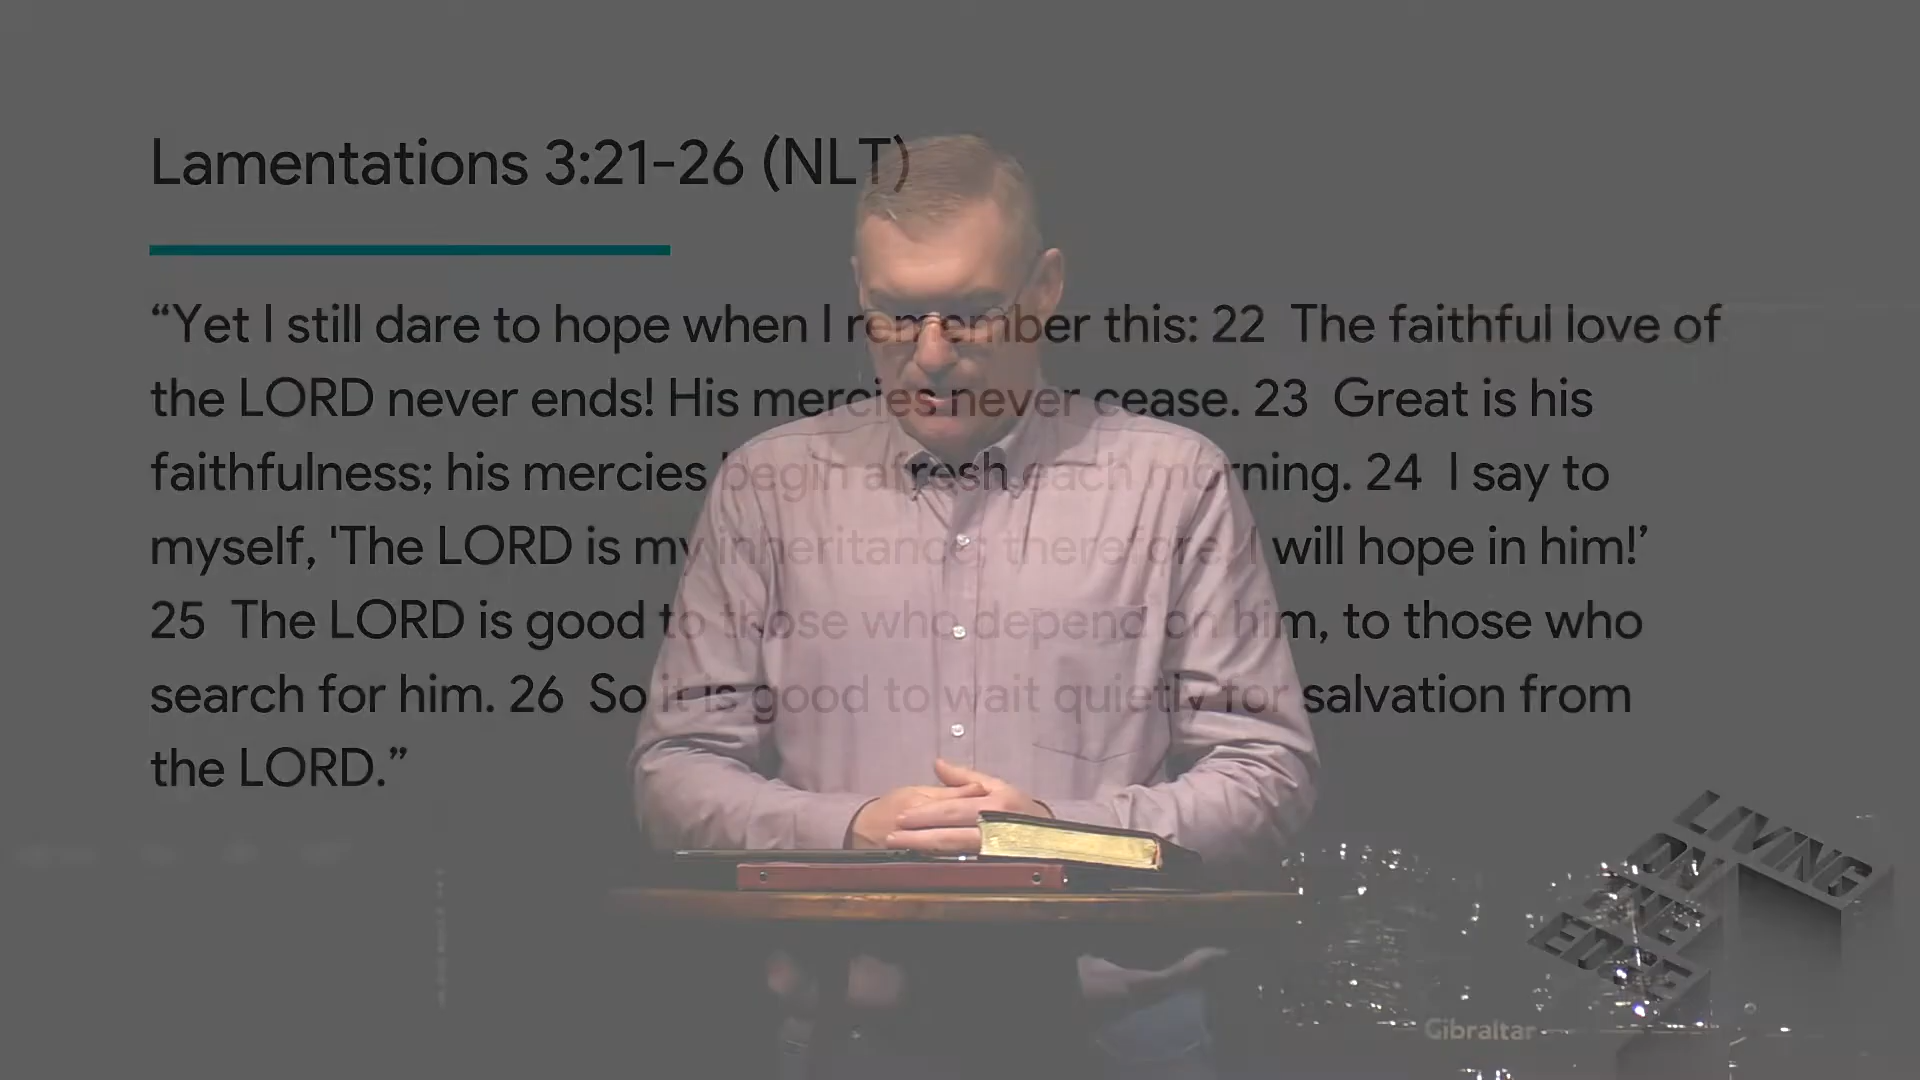 Lamentations 3:21-26 (NLT)
“Yet I still dare to hope when I remember this: 22 The faithful love of
the LORD never ends! His mercies never cease. 23 Great is his
faithfulness; his mercies begin afresh each morning. 24 I say to
myself, 'The LORD is my inheritance; therefore, I will hope in him!’
25 The LORD is good to those who depend on him, to those who
search for him. 26 So it is good to wait quietly for salvation from
the LORD.”
LIVING
ON
THE
EDGE
Gibraltar